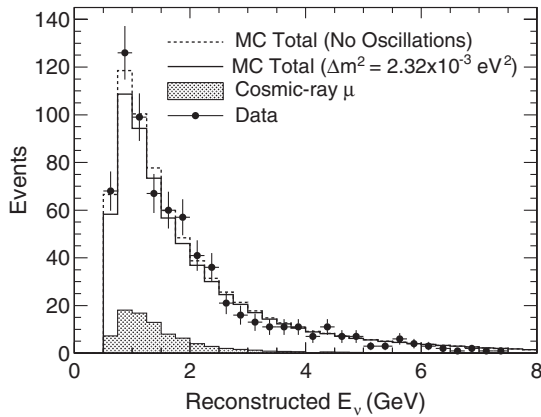 MC Total (No Oscillations)
MC Total (Δm² = 2.32x10⁻³ eV²)
Cosmic-ray μ
Data
Events
140
120
100
80
60
40
20
0
0 2 4 6 8
Reconstructed Eᵥ (GeV)